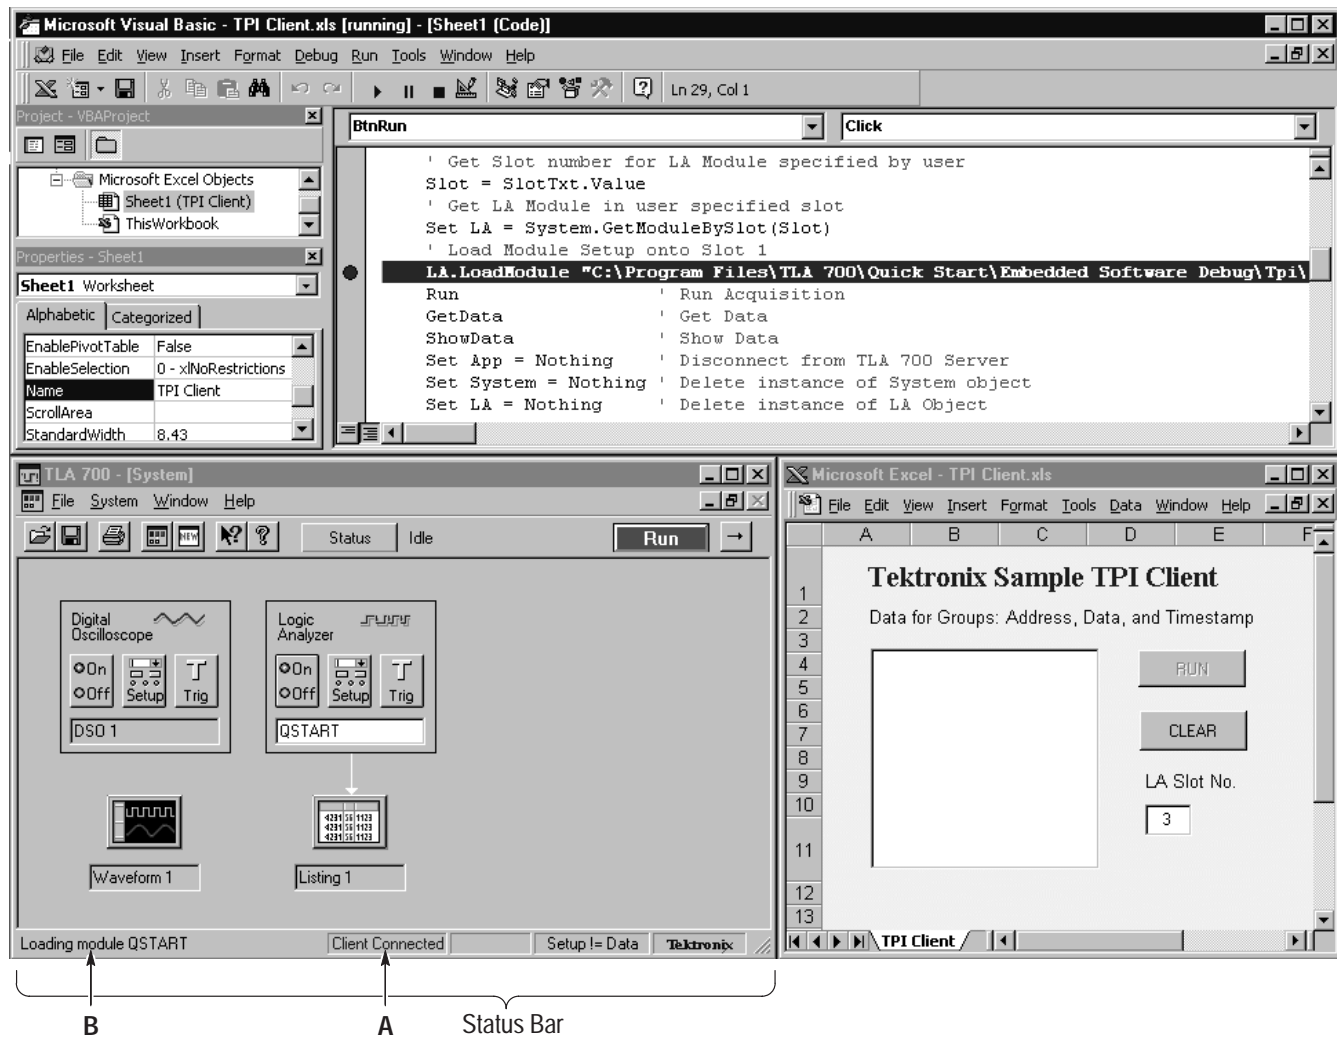 Microsoft Visual Basic - TPI Client.xls [running] - [Sheet1 (Code)]
File Edit View Insert Format Debug Run Tools Window Help
Ln 29, Col 1
Project - VBAProject
Microsoft Excel Objects
Sheet1 (TPI Client)
ThisWorkbook
Properties - Sheet1
Sheet1 Worksheet
Alphabetic Categorized
EnablePivotTable False
EnableSelection 0 - xlNoRestrictions
Name TPI Client
ScrollArea
StandardWidth 8.43
BtnRun Click
' Get Slot number for LA Module specified by user
Slot = SlotTxt.Value
' Get LA Module in user specified slot
Set LA = System.GetModuleBySlot(Slot)
' Load Module Setup onto Slot 1
LA.LoadModule "C:\Program Files\TLA 700\Quick Start\Embedded Software Debug\Tpi\
Run ' Run Acquisition
GetData ' Get Data
ShowData ' Show Data
Set App = Nothing ' Disconnect from TLA 700 Server
Set System = Nothing ' Delete instance of System object
Set LA = Nothing ' Delete instance of LA Object
TLA 700 - [System]
File System Window Help
NEW
Status Idle Run
Digital
Oscilloscope
On
Off Setup Trig
DSO 1
Logic
Analyzer
On
Off Setup Trig
QSTART
4231 56 1123
4231 56 1123
4231 56 1123
Waveform 1
Listing 1
Loading module QSTART Client Connected Setup != Data Tektronix
Microsoft Excel - TPI Client.xls
File Edit View Insert Format Tools Data Window Help
A B C D E F
1 Tektronix Sample TPI Client
2 Data for Groups: Address, Data, and Timestamp
3
4 RUN
5
6
7 CLEAR
8
9 LA Slot No.
10 3
11
12
13
TPI Client
B A Status Bar